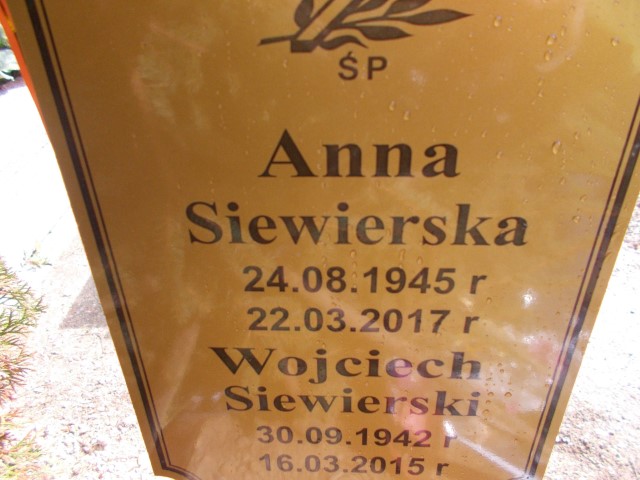 ŚP
Anna
Siewierska
24.08.1945 r
22.03.2017 r
Wojciech
Siewierski
30.09.1942 r
16.03.2015 r